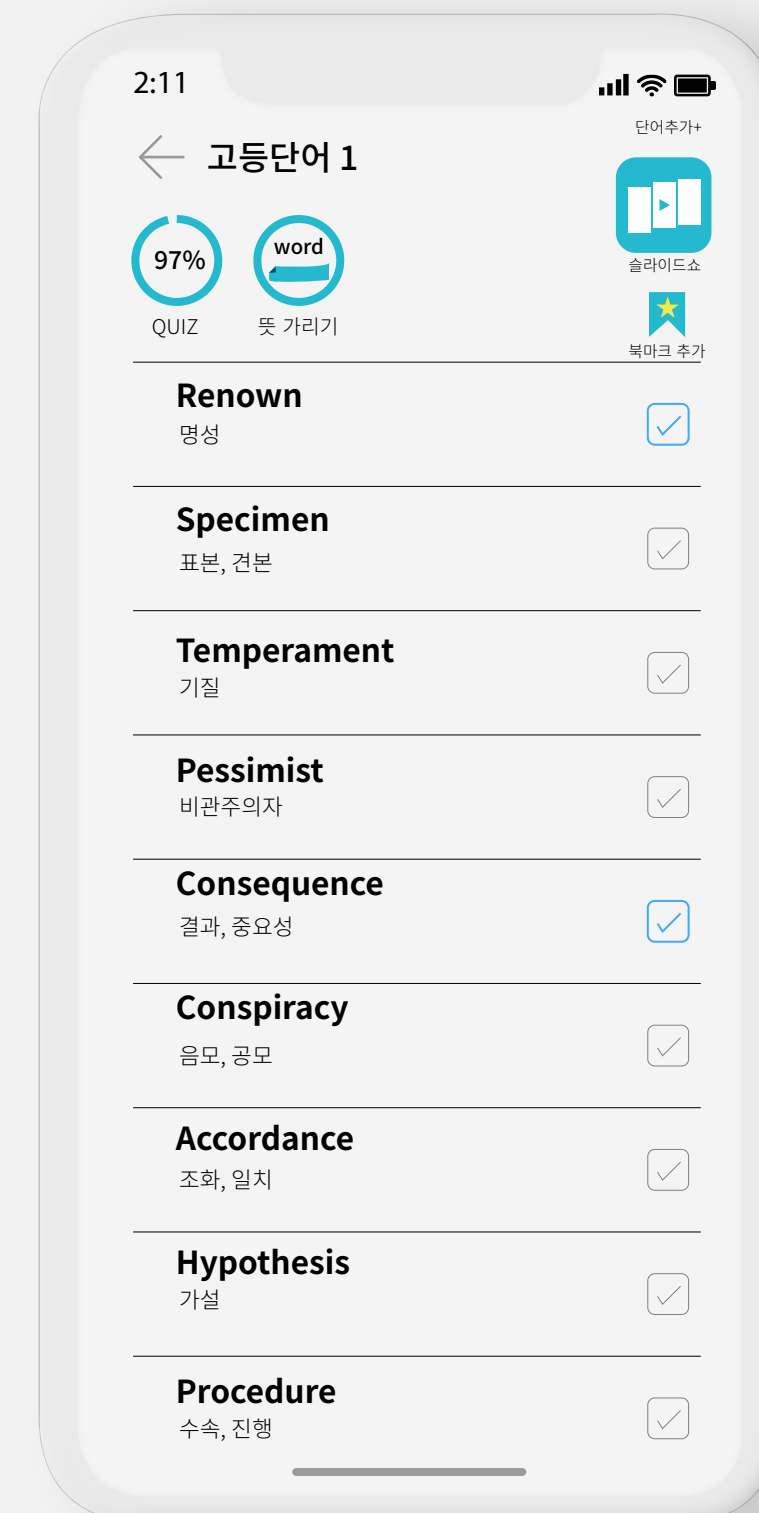 2:11
단어추가+
고등단어 1
슬라이드쇼
97%
word
QUIZ
뜻 가리기
북마크 추가
Renown
명성
Specimen
표본, 견본
Temperament
기질
Pessimist
비관주의자
Consequence
결과, 중요성
Conspiracy
음모, 공모
Accordance
조화, 일치
Hypothesis
가설
Procedure
수속, 진행